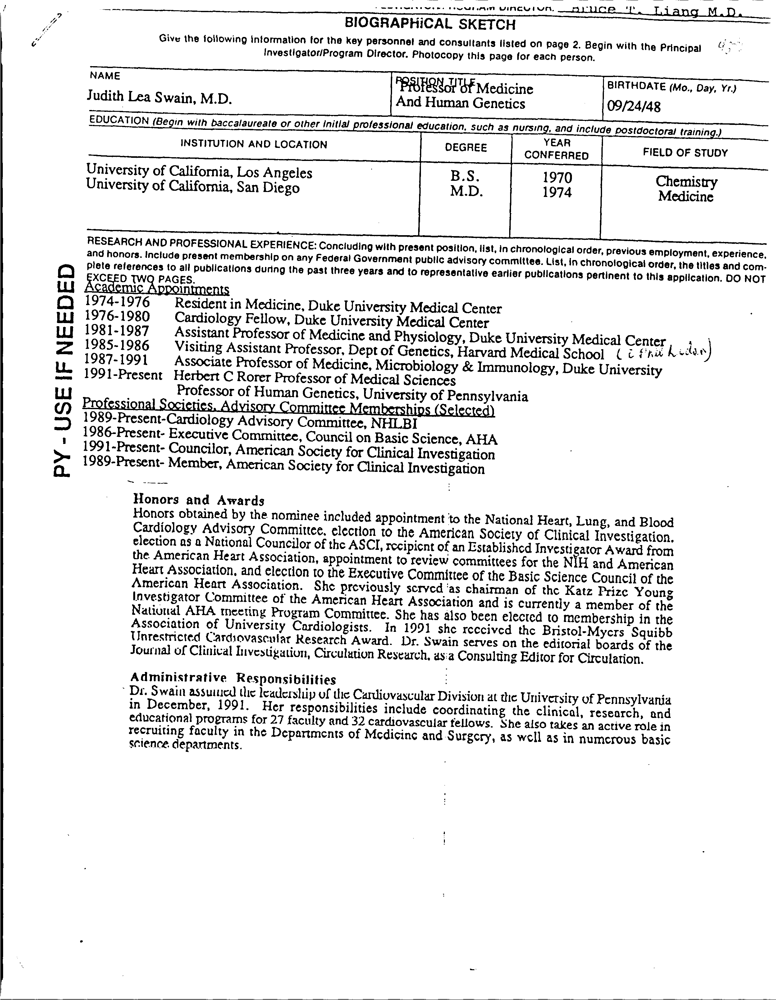 Bruce T. Liang M.D.
BIOGRAPHICAL SKETCH
Give the following information for the key personnel and consultants listed on page 2. Begin with the Principal
Investigator/Program Director. Photocopy this page for each person.
NAME
Judith Lea Swain, M.D.
POSITION TITLE
Professor of Medicine
And Human Genetics
BIRTHDATE (Mo., Day, Yr.)
09/24/48
EDUCATION (Begin with baccalaureate or other initial professional education, such as nursing, and include postdoctoral training.)
INSTITUTION AND LOCATION DEGREE YEAR CONFERRED FIELD OF STUDY
University of California, Los Angeles B.S. 1970 Chemistry
University of California, San Diego M.D. 1974 Medicine
RESEARCH AND PROFESSIONAL EXPERIENCE: Concluding with present position, list, in chronological order, previous employment, experience,
and honors. Include present membership on any Federal Government public advisory committee. List, in chronological order, the titles and com-
plete references to all publications during the past three years and to representative earlier publications pertinent to this application. DO NOT
EXCEED TWO PAGES.
Academic Appointments
1974-1976 Resident in Medicine, Duke University Medical Center
1976-1980 Cardiology Fellow, Duke University Medical Center
1981-1987 Assistant Professor of Medicine and Physiology, Duke University Medical Center
1985-1986 Visiting Assistant Professor, Dept of Genetics, Harvard Medical School
1987-1991 Associate Professor of Medicine, Microbiology & Immunology, Duke University
1991-Present Herbert C Rorer Professor of Medical Sciences
Professor of Human Genetics, University of Pennsylvania
Professional Societies, Advisory Committee Memberships (Selected)
1989-Present-Cardiology Advisory Committee, NHLBI
1986-Present- Executive Committee, Council on Basic Science, AHA
1991-Present- Councilor, American Society for Clinical Investigation
1989-Present- Member, American Society for Clinical Investigation
PY - USE IF NEEDED
Honors and Awards
Honors obtained by the nominee included appointment to the National Heart, Lung, and Blood
Cardiology Advisory Committee, election to the American Society of Clinical Investigation,
election as a National Councilor of the ASCI, recipient of an Established Investigator Award from
the American Heart Association, appointment to review committees for the NIH and American
Heart Association, and election to the Executive Committee of the Basic Science Council of the
American Heart Association. She previously served as chairman of the Katz Prize Young
Investigator Committee of the American Heart Association and is currently a member of the
National AHA meeting Program Committee. She has also been elected to membership in the
Association of University Cardiologists. In 1991 she received the Bristol-Myers Squibb
Unrestricted Cardiovascular Research Award. Dr. Swain serves on the editorial boards of the
Journal of Clinical Investigation, Circulation Research, as a Consulting Editor for Circulation.
Administrative Responsibilities
Dr. Swain assumed the leadership of the Cardiovascular Division at the University of Pennsylvania
in December, 1991. Her responsibilities include coordinating the clinical, research, and
educational programs for 27 faculty and 32 cardiovascular fellows. She also takes an active role in
recruiting faculty in the Departments of Medicine and Surgery, as well as in numerous basic
science departments.